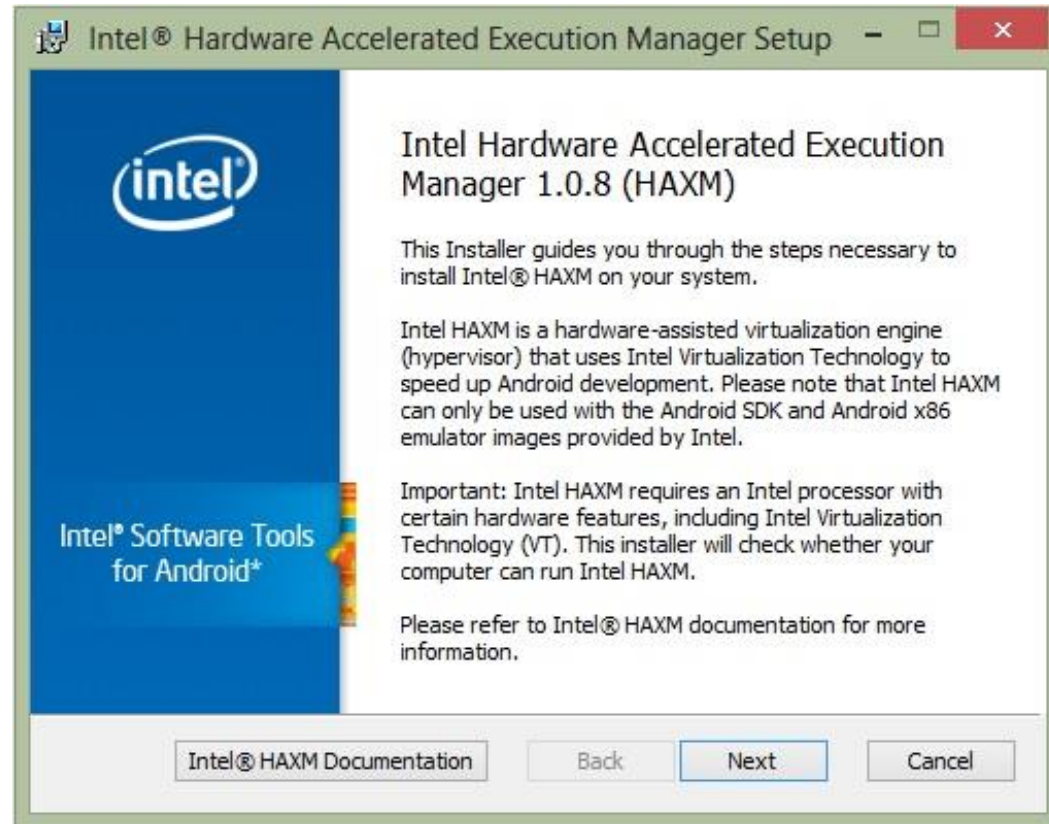 Intel® Hardware Accelerated Execution Manager Setup
intel
Intel® Software Tools
for Android*
Intel Hardware Accelerated Execution
Manager 1.0.8 (HAXM)
This Installer guides you through the steps necessary to
install Intel® HAXM on your system.
Intel HAXM is a hardware-assisted virtualization engine
(hypervisor) that uses Intel Virtualization Technology to
speed up Android development. Please note that Intel HAXM
can only be used with the Android SDK and Android x86
emulator images provided by Intel.
Important: Intel HAXM requires an Intel processor with
certain hardware features, including Intel Virtualization
Technology (VT). This installer will check whether your
computer can run Intel HAXM.
Please refer to Intel® HAXM documentation for more
information.
Intel® HAXM Documentation
Back
Next
Cancel